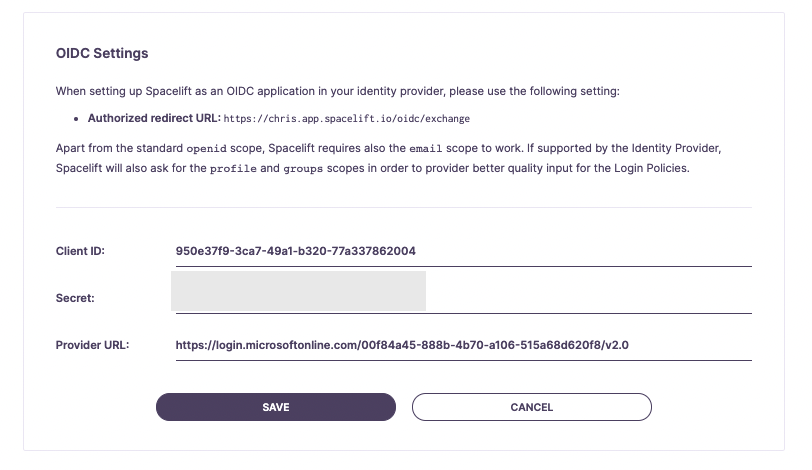 OIDC Settings
When setting up Spacelift as an OIDC application in your identity provider, please use the following setting:
• Authorized redirect URL: https://chris.app.spacelift.io/oidc/exchange
Apart from the standard openid scope, Spacelift requires also the email scope to work. If supported by the Identity Provider,
Spacelift will also ask for the profile and groups scopes in order to provider better quality input for the Login Policies.
Client ID: 950e37f9-3ca7-49a1-b320-77a337862004
Secret:
Provider URL: https://login.microsoftonline.com/00f84a45-888b-4b70-a106-515a68d620f8/v2.0
SAVE CANCEL